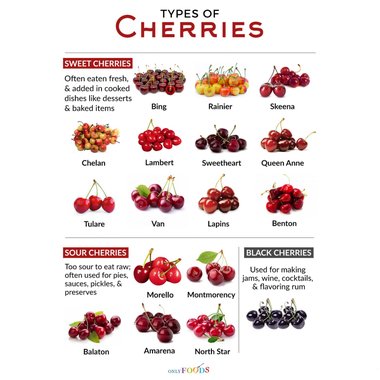 TYPES OF
CHERRIES
SWEET CHERRIES
Often eaten fresh,
& added in cooked
dishes like desserts
& baked items
Bing
Rainier
Skeena
Chelan
Lambert
Sweetheart
Queen Anne
Tulare
Van
Lapins
Benton
SOUR CHERRIES
Too sour to eat raw;
often used for pies,
sauces, pickles, &
preserves
Morello
Montmorency
Balaton
Amarena
North Star
BLACK CHERRIES
Used for making
jams, wine, cocktails,
& flavoring rum
ONLY FOODS